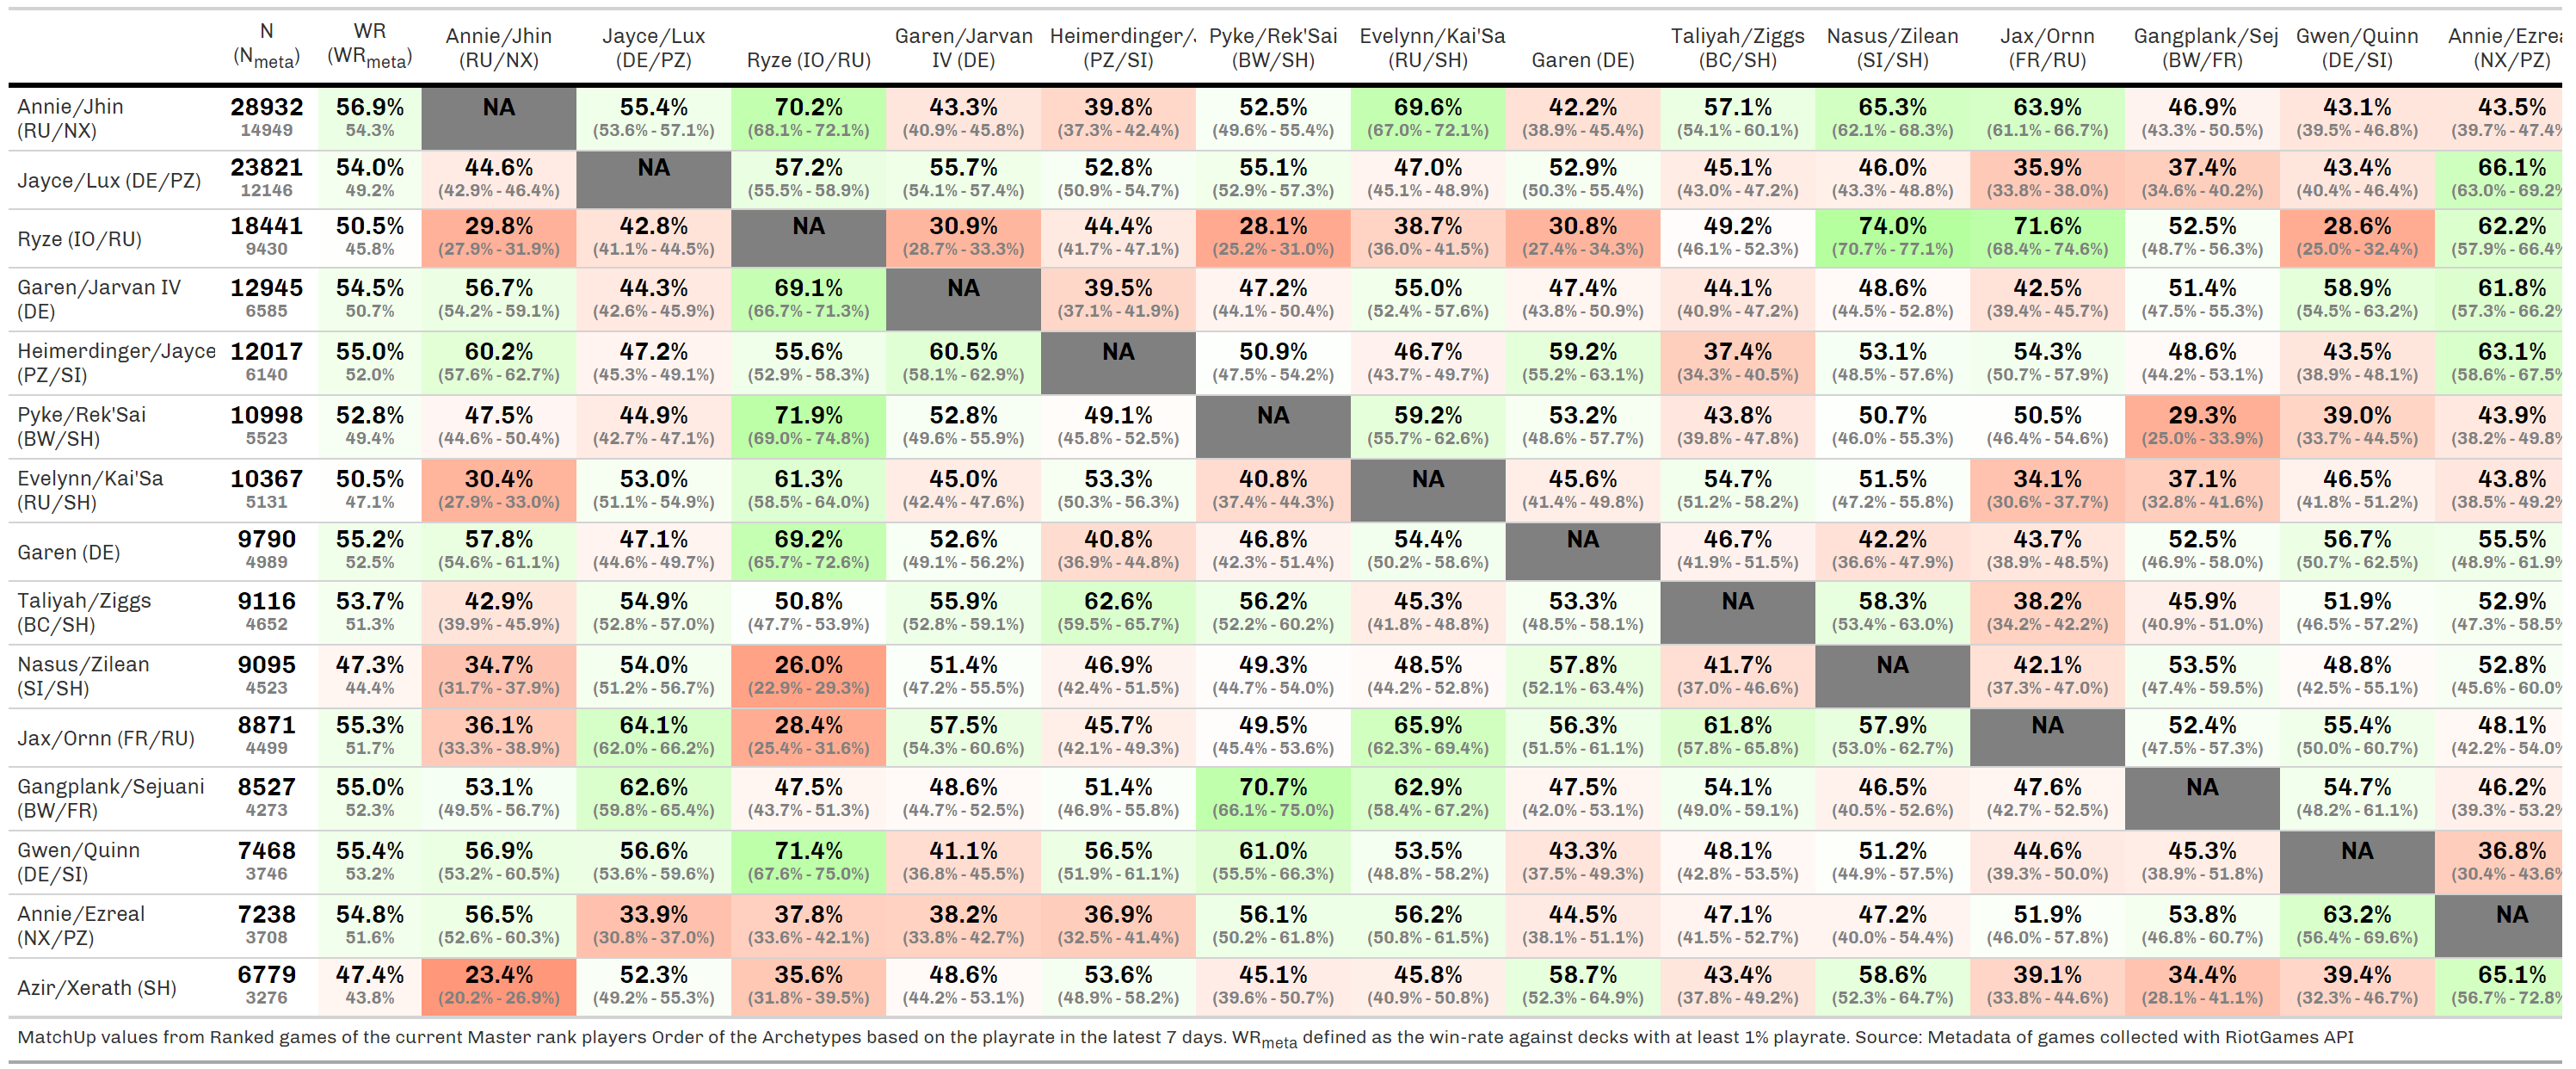 N WR Annie/Jhin Jayce/Lux Garen/Jarvan Heimerdinger/J Pyke/Rek'Sai Evelynn/Kai'Sa Taliyah/Ziggs Nasus/Zilean Jax/Ornn Gangplank/Sej Gwen/Quinn Annie/Ezrea
(Nmeta) (WRmeta) (RU/NX) (DE/PZ) Ryze (IO/RU) IV (DE) (PZ/SI) (BW/SH) (RU/SH) Garen (DE) (BC/SH) (SI/SH) (FR/RU) (BW/FR) (DE/SI) (NX/PZ)
Annie/Jhin 28932 56.9% NA 55.4% 70.2% 43.3% 39.8% 52.5% 69.6% 42.2% 57.1% 65.3% 63.9% 46.9% 43.1% 43.5%
(RU/NX) 14949 54.3% (53.6% - 57.1%) (68.1% - 72.1%) (40.9% - 45.8%) (37.3% - 42.4%) (49.6% - 55.4%) (67.0% - 72.1%) (38.9% - 45.4%) (54.1% - 60.1%) (62.1% - 68.3%) (61.1% - 66.7%) (43.3% - 50.5%) (39.5% - 46.8%) (39.7% - 47.4%
Jayce/Lux (DE/PZ) 23821 54.0% 44.6% NA 57.2% 55.7% 52.8% 55.1% 47.0% 52.9% 45.1% 46.0% 35.9% 37.4% 43.4% 66.1%
12146 49.2% (42.9% - 46.4%) (55.5% - 58.9%) (54.1% - 57.4%) (50.9% - 54.7%) (52.9% - 57.3%) (45.1% - 48.9%) (50.3% - 55.4%) (43.0% - 47.2%) (43.3% - 48.8%) (33.8% - 38.0%) (34.6% - 40.2%) (40.4% - 46.4%) (63.0% - 69.2%
Ryze (IO/RU) 18441 50.5% 29.8% 42.8% NA 30.9% 44.4% 28.1% 38.7% 30.8% 49.2% 74.0% 71.6% 52.5% 28.6% 62.2%
9430 45.8% (27.9% - 31.9%) (41.1% - 44.5%) (28.7% - 33.3%) (41.7% - 47.1%) (25.2% - 31.0%) (36.0% - 41.5%) (27.4% - 34.3%) (46.1% - 52.3%) (70.7% - 77.1%) (68.4% - 74.6%) (48.7% - 56.3%) (25.0% - 32.4%) (57.9% - 66.4%
Garen/Jarvan IV 12945 54.5% 56.7% 44.3% 69.1% NA 39.5% 47.2% 55.0% 47.4% 44.1% 48.6% 42.5% 51.4% 58.9% 61.8%
(DE) 6585 50.7% (54.2% - 59.1%) (42.6% - 45.9%) (66.7% - 71.3%) (37.1% - 41.9%) (44.1% - 50.4%) (52.4% - 57.6%) (43.8% - 50.9%) (40.9% - 47.2%) (44.5% - 52.8%) (39.4% - 45.7%) (47.5% - 55.3%) (54.5% - 63.2%) (57.3% - 66.2%
Heimerdinger/Jayce 12017 55.0% 60.2% 47.2% 55.6% 60.5% NA 50.9% 46.7% 59.2% 37.4% 53.1% 54.3% 48.6% 43.5% 63.1%
(PZ/SI) 6140 52.0% (57.6% - 62.7%) (45.3% - 49.1%) (52.9% - 58.3%) (58.1% - 62.9%) (47.5% - 54.2%) (43.7% - 49.7%) (55.2% - 63.1%) (34.3% - 40.5%) (48.5% - 57.6%) (50.7% - 57.9%) (44.2% - 53.1%) (38.9% - 48.1%) (58.6% - 67.5%
Pyke/Rek'Sai 10998 52.8% 47.5% 44.9% 71.9% 52.8% 49.1% NA 59.2% 53.2% 43.8% 50.7% 50.5% 29.3% 39.0% 43.9%
(BW/SH) 5523 49.4% (44.6% - 50.4%) (42.7% - 47.1%) (69.0% - 74.8%) (49.6% - 55.9%) (45.8% - 52.5%) (55.7% - 62.6%) (48.6% - 57.7%) (39.8% - 47.8%) (46.0% - 55.3%) (46.4% - 54.6%) (25.0% - 33.9%) (33.7% - 44.5%) (38.2% - 49.8%
Evelynn/Kai'Sa 10367 50.5% 30.4% 53.0% 61.3% 45.0% 53.3% 40.8% NA 45.6% 54.7% 51.5% 34.1% 37.1% 46.5% 43.8%
(RU/SH) 5131 47.1% (27.9% - 33.0%) (51.1% - 54.9%) (58.5% - 64.0%) (42.4% - 47.6%) (50.3% - 56.3%) (37.4% - 44.3%) (41.4% - 49.8%) (51.2% - 58.2%) (47.2% - 55.8%) (30.6% - 37.7%) (32.8% - 41.6%) (41.8% - 51.2%) (38.5% - 49.2%
Garen (DE) 9790 55.2% 57.8% 47.1% 69.2% 52.6% 40.8% 46.8% 54.4% NA 46.7% 42.2% 43.7% 52.5% 56.7% 55.5%
4989 52.5% (54.6% - 61.1%) (44.6% - 49.7%) (65.7% - 72.6%) (49.1% - 56.2%) (36.9% - 44.8%) (42.3% - 51.4%) (50.2% - 58.6%) (41.9% - 51.5%) (36.6% - 47.9%) (38.9% - 48.5%) (46.9% - 58.0%) (50.7% - 62.5%) (48.9% - 61.9%
Taliyah/Ziggs 9116 53.7% 42.9% 54.9% 50.8% 55.9% 62.6% 56.2% 45.3% 53.3% NA 58.3% 38.2% 45.9% 51.9% 52.9%
(BC/SH) 4652 51.3% (39.9% - 45.9%) (52.8% - 57.0%) (47.7% - 53.9%) (52.8% - 59.1%) (59.5% - 65.7%) (52.2% - 60.2%) (41.8% - 48.8%) (48.5% - 58.1%) (53.4% - 63.0%) (34.2% - 42.2%) (40.9% - 51.0%) (46.5% - 57.2%) (47.3% - 58.5%
Nasus/Zilean 9095 47.3% 34.7% 54.0% 26.0% 51.4% 46.9% 49.3% 48.5% 57.8% 41.7% NA 42.1% 53.5% 48.8% 52.8%
(SI/SH) 4523 44.4% (31.7% - 37.9%) (51.2% - 56.7%) (22.9% - 29.3%) (47.2% - 55.5%) (42.4% - 51.5%) (44.7% - 54.0%) (44.2% - 52.8%) (52.1% - 63.4%) (37.0% - 46.6%) (37.3% - 47.0%) (47.4% - 59.5%) (42.5% - 55.1%) (45.6% - 60.0%
Jax/Ornn (FR/RU) 8871 55.3% 36.1% 64.1% 28.4% 57.5% 45.7% 49.5% 65.9% 56.3% 61.8% 57.9% NA 52.4% 55.4% 48.1%
4499 51.7% (33.3% - 38.9%) (62.0% - 66.2%) (25.4% - 31.6%) (54.3% - 60.6%) (42.1% - 49.3%) (45.4% - 53.6%) (62.3% - 69.4%) (51.5% - 61.1%) (57.8% - 65.8%) (53.0% - 62.7%) (47.5% - 57.3%) (50.0% - 60.7%) (42.2% - 54.0%
Gangplank/Sejuani 8527 55.0% 53.1% 62.6% 47.5% 48.6% 51.4% 70.7% 62.9% 47.5% 54.1% 46.5% 47.6% NA 54.7% 46.2%
(BW/FR) 4273 52.3% (49.5% - 56.7%) (59.8% - 65.4%) (43.7% - 51.3%) (44.7% - 52.5%) (46.9% - 55.8%) (66.1% - 75.0%) (58.4% - 67.2%) (42.0% - 53.1%) (49.0% - 59.1%) (40.5% - 52.6%) (42.7% - 52.5%) (48.2% - 61.1%) (39.3% - 53.2%
Gwen/Quinn 7468 55.4% 56.9% 56.6% 71.4% 41.1% 56.5% 61.0% 53.5% 43.3% 48.1% 51.2% 44.6% 45.3% NA 36.8%
(DE/SI) 3746 53.2% (53.2% - 60.5%) (53.6% - 59.6%) (67.6% - 75.0%) (36.8% - 45.5%) (51.9% - 61.1%) (55.5% - 66.3%) (48.8% - 58.2%) (37.5% - 49.3%) (42.8% - 53.5%) (44.9% - 57.5%) (39.3% - 50.0%) (38.9% - 51.8%) (30.4% - 43.6%
Annie/Ezreal 7238 54.8% 56.5% 33.9% 37.8% 38.2% 36.9% 56.1% 56.2% 44.5% 47.1% 47.2% 51.9% 53.8% 63.2% NA
(NX/PZ) 3708 51.6% (52.6% - 60.3%) (30.8% - 37.0%) (33.6% - 42.1%) (33.8% - 42.7%) (32.5% - 41.4%) (50.2% - 61.8%) (50.8% - 61.5%) (38.1% - 51.1%) (41.5% - 52.7%) (40.0% - 54.4%) (46.0% - 57.8%) (46.8% - 60.7%) (56.4% - 69.6%)
Azir/Xerath (SH) 6779 47.4% 23.4% 52.3% 35.6% 48.6% 53.6% 45.1% 45.8% 58.7% 43.4% 58.6% 39.1% 34.4% 39.4% 65.1%
3276 43.8% (20.2% - 26.9%) (49.2% - 55.3%) (31.8% - 39.5%) (44.2% - 53.1%) (48.9% - 58.2%) (39.6% - 50.7%) (40.9% - 50.8%) (52.3% - 64.9%) (37.8% - 49.2%) (52.3% - 64.7%) (33.8% - 44.6%) (28.1% - 41.1%) (32.3% - 46.7%) (56.7% - 72.8%
MatchUp values from Ranked games of the current Master rank players Order of the Archetypes based on the playrate in the latest 7 days. WRmeta defined as the win-rate against decks with at least 1% playrate. Source: Metadata of games collected with RiotGames API